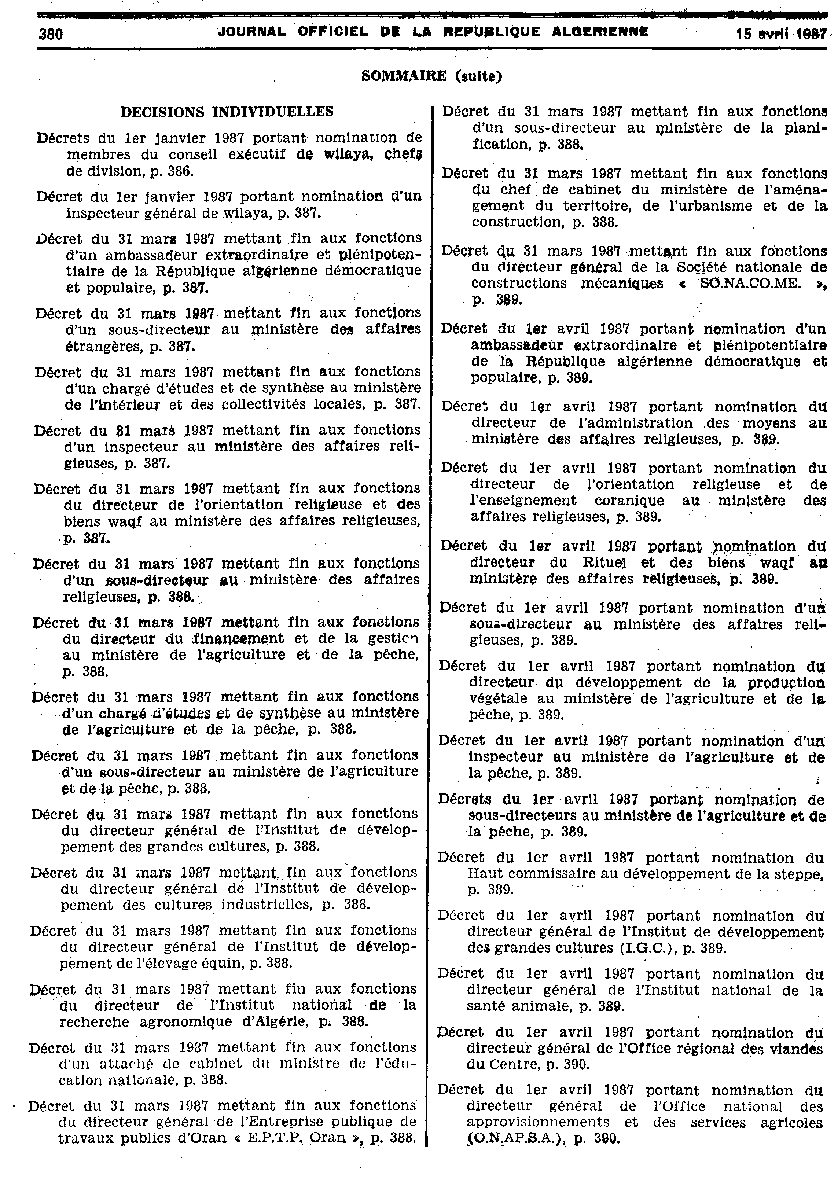 380
JOURNAL OFFICIEL DE LA REPUBLIQUE ALGERIENNE
15 avril 1987
SOMMAIRE (suite)
DECISIONS INDIVIDUELLES
Décrets du 1er janvier 1987 portant nomination de
membres du conseil exécutif de wilaya, chefs
de division, p. 386.
Décret du 1er janvier 1987 portant nomination d'un
inspecteur général de wilaya, p. 387.
Décret du 31 mars 1987 mettant fin aux fonctions
d'un ambassadeur extraordinaire et plénipoten-
tiaire de la République algérienne démocratique
et populaire, p. 387.
Décret du 31 mars 1987 mettant fin aux fonctions
d'un sous-directeur au ministère des affaires
étrangères, p. 387.
Décret du 31 mars 1987 mettant fin aux fonctions
d'un chargé d'études et de synthèse au ministère
de l'intérieur et des collectivités locales, p. 387.
Décret du 31 mars 1987 mettant fin aux fonctions
d'un inspecteur au ministère des affaires reli-
gieuses, p. 387.
Décret du 31 mars 1987 mettant fin aux fonctions
du directeur de l'orientation religieuse et des
biens waqf au ministère des affaires religieuses,
p. 387.
Décret du 31 mars 1987 mettant fin aux fonctions
d'un sous-directeur au ministère des affaires
religieuses, p. 388.
Décret du 31 mars 1987 mettant fin aux fonctions
du directeur du financement et de la gestion
au ministère de l'agriculture et de la pêche,
p. 388.
Décret du 31 mars 1987 mettant fin aux fonctions
d'un chargé d'études et de synthèse au ministère
de l'agriculture et de la pêche, p. 388.
Décret du 31 mars 1987 mettant fin aux fonctions
d'un sous-directeur au ministère de l'agriculture
et de la pêche, p. 388.
Décret du 31 mars 1987 mettant fin aux fonctions
du directeur général de l'Institut de dévelop-
pement des grandes cultures, p. 388.
Décret du 31 mars 1987 mettant fin aux fonctions
du directeur général de l'Institut de dévelop-
pement des cultures industrielles, p. 388.
Décret du 31 mars 1987 mettant fin aux fonctions
du directeur général de l'Institut de dévelop-
pement de l'élevage équin, p. 388.
Décret du 31 mars 1987 mettant fin aux fonctions
du directeur de l'Institut national de la
recherche agronomique d'Algérie, p. 388.
Décret du 31 mars 1987 mettant fin aux fonctions
d'un attaché de cabinet du ministre de l'édu-
cation nationale, p. 388.
Décret du 31 mars 1987 mettant fin aux fonctions
du directeur général de l'Entreprise publique de
travaux publics d'Oran « E.P.T.P. Oran », p. 388.
Décret du 31 mars 1987 mettant fin aux fonctions
d'un sous-directeur au ministère de la plani-
fication, p. 388.
Décret du 31 mars 1987 mettant fin aux fonctions
du chef de cabinet du ministère de l'aména-
gement du territoire, de l'urbanisme et de la
construction, p. 388.
Décret du 31 mars 1987 mettant fin aux fonctions
du directeur général de la Société nationale de
constructions mécaniques « SO.NA.CO.ME. »,
p. 389.
Décret du 1er avril 1987 portant nomination d'un
ambassadeur extraordinaire et plénipotentiaire
de la République algérienne démocratique et
populaire, p. 389.
Décret du 1er avril 1987 portant nomination du
directeur de l'administration des moyens au
ministère des affaires religieuses, p. 389.
Décret du 1er avril 1987 portant nomination du
directeur de l'orientation religieuse et de
l'enseignement coranique au ministère des
affaires religieuses, p. 389.
Décret du 1er avril 1987 portant nomination du
directeur du Rituel et des biens waqf au
ministère des affaires religieuses, p. 389.
Décret du 1er avril 1987 portant nomination d'un
sous-directeur au ministère des affaires reli-
gieuses, p. 389.
Décret du 1er avril 1987 portant nomination du
directeur du développement de la production
végétale au ministère de l'agriculture et de la
pêche, p. 389.
Décret du 1er avril 1987 portant nomination d'un
inspecteur au ministère de l'agriculture et de
la pêche, p. 389.
Décrets du 1er avril 1987 portant nomination de
sous-directeurs au ministère de l'agriculture et de
la pêche, p. 389.
Décret du 1er avril 1987 portant nomination du
Haut commissaire au développement de la steppe,
p. 389.
Décret du 1er avril 1987 portant nomination du
directeur général de l'Institut de développement
des grandes cultures (I.G.C.), p. 389.
Décret du 1er avril 1987 portant nomination du
directeur général de l'Institut national de la
santé animale, p. 389.
Décret du 1er avril 1987 portant nomination du
directeur général de l'Office régional des viandes
du Centre, p. 390.
Décret du 1er avril 1987 portant nomination du
directeur général de l'Office national des
approvisionnements et des services agricoles
(O.N.AP.S.A.), p. 390.